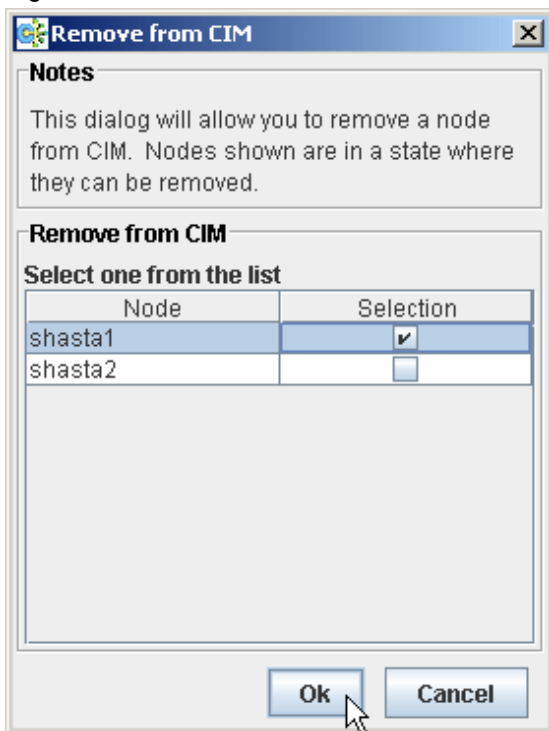 Remove from CIM
Notes
This dialog will allow you to remove a node
from CIM. Nodes shown are in a state where
they can be removed.
Remove from CIM
Select one from the list
Node Selection
shasta1
shasta2
Ok Cancel